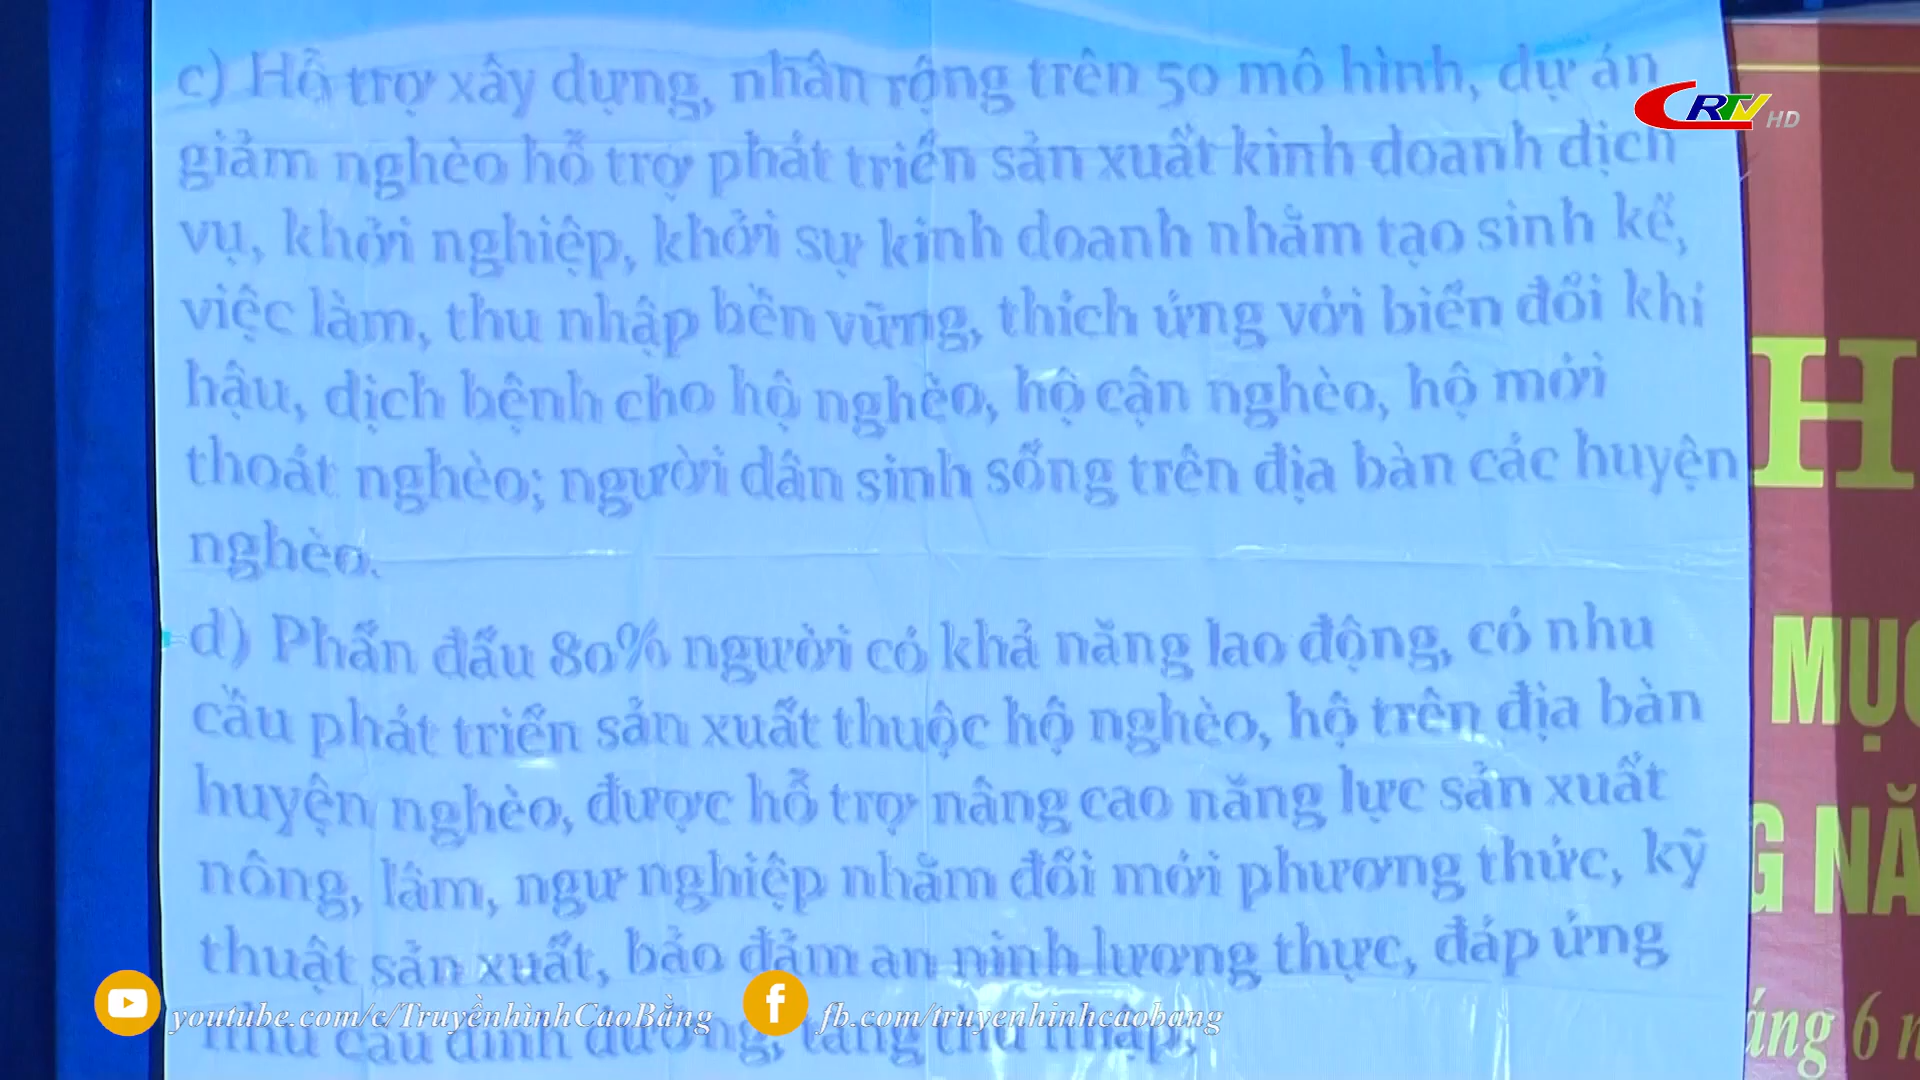 c) Hỗ trợ xây dựng, nhân rộng trên 50 mô hình, dự án
giảm nghèo hỗ trợ phát triển sản xuất kinh doanh dịch
vụ, khởi nghiệp, khởi sự kinh doanh nhằm tạo sinh kế,
việc làm, thu nhập bền vững, thích ứng với biến đổi khí
hậu, dịch bệnh cho hộ nghèo, hộ cận nghèo, hộ mới
thoát nghèo; người dân sinh sống trên địa bàn các huyện
nghèo.
d) Phấn đấu 80% người có khả năng lao động, có nhu
cầu phát triển sản xuất thuộc hộ nghèo, hộ trên địa bàn
huyện nghèo, được hỗ trợ nâng cao năng lực sản xuất
nông, lâm, ngư nghiệp nhằm đổi mới phương thức, kỹ
thuật sản xuất, bảo đảm an ninh lương thực, đáp ứng
nhu cầu dinh dưỡng, tăng thu nhập;
CRTV HD
H
MỤC
G NĂ
áng 6 n
youtube.com/c/TruyềnhìnhCaoBằng
fb.com/truyenhinhcaobang